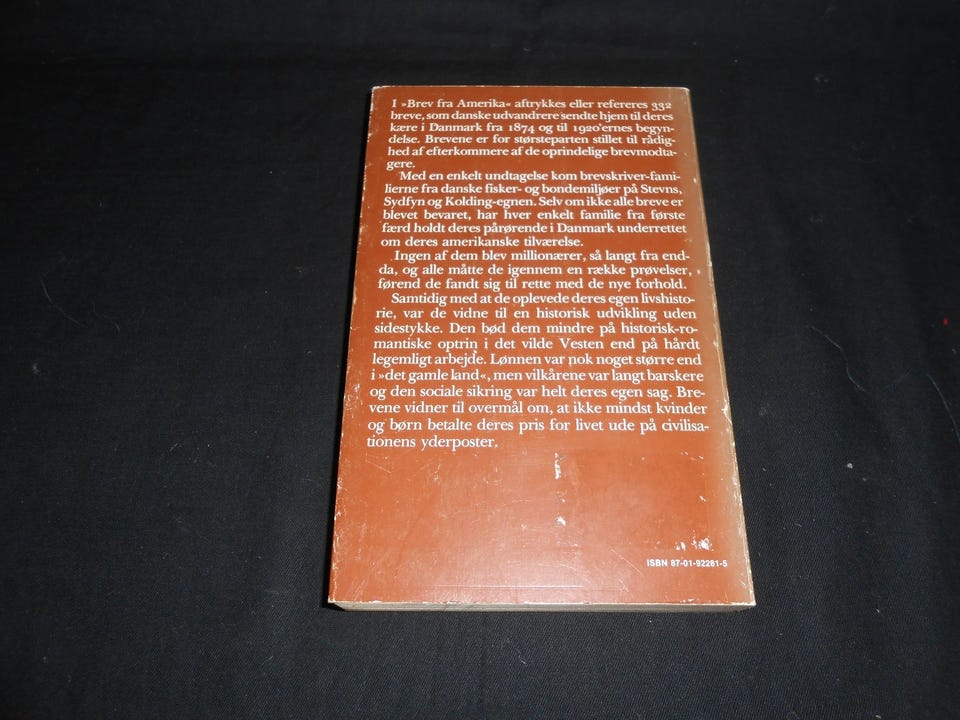 I »Brev fra Amerika« aftrykkes eller refereres 332
breve, som danske udvandrere sendte hjem til deres
kære i Danmark fra 1874 og til 1920'ernes begyn-
delse. Brevene er for størsteparten stillet til rådig-
hed af efterkommere af de oprindelige brevmodta-
gere.
Med en enkelt undtagelse kom brevskriver-fami-
lierne fra danske fisker- og bondemiljøer på Stevns,
Sydfyn og Kolding-egnen. Selv om ikke alle breve er
blevet bevaret, har hver enkelt familie fra første
færd holdt deres pårørende i Danmark underrettet
om deres amerikanske tilværelse.
Ingen af dem blev millionærer, så langt fra end-
da, og alle måtte de igennem en række prøvelser,
førend de fandt sig til rette med de nye forhold.
Samtidig med at de oplevede deres egen livshisto-
rie, var de vidne til en historisk udvikling uden
sidestykke. Den bød dem mindre på historisk-ro-
mantiske optrin i det vilde Vesten end på hårdt
legemligt arbejde. Lønnen var nok noget større end
i »det gamle land«, men vilkårene var langt barskere
og den sociale sikring var helt deres egen sag. Bre-
vene vidner til overmål om, at ikke mindst kvinder
og børn betalte deres pris for livet ude på civilisa-
tionens yderposter.
ISBN 87-01-92281-5